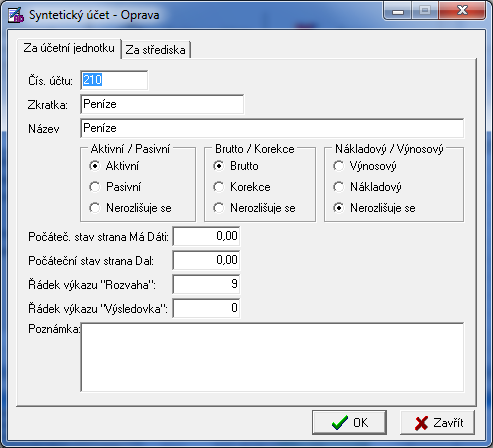 Syntetický účet - Oprava
Za účetní jednotku Za střediska
Čís. účtu: 210
Zkratka: Peníze
Název Peníze
Aktivní / Pasivní Brutto / Korekce Nákladový / Výnosový
Aktivní Brutto Výnosový
Pasivní Korekce Nákladový
Nerozlišuje se Nerozlišuje se Nerozlišuje se
Počáteč. stav strana Má Dáti: 0,00
Počáteční stav strana Dal: 0,00
Řádek výkazu "Rozvaha": 9
Řádek výkazu "Výsledovka": 0
Poznámka:
OK Zavřít